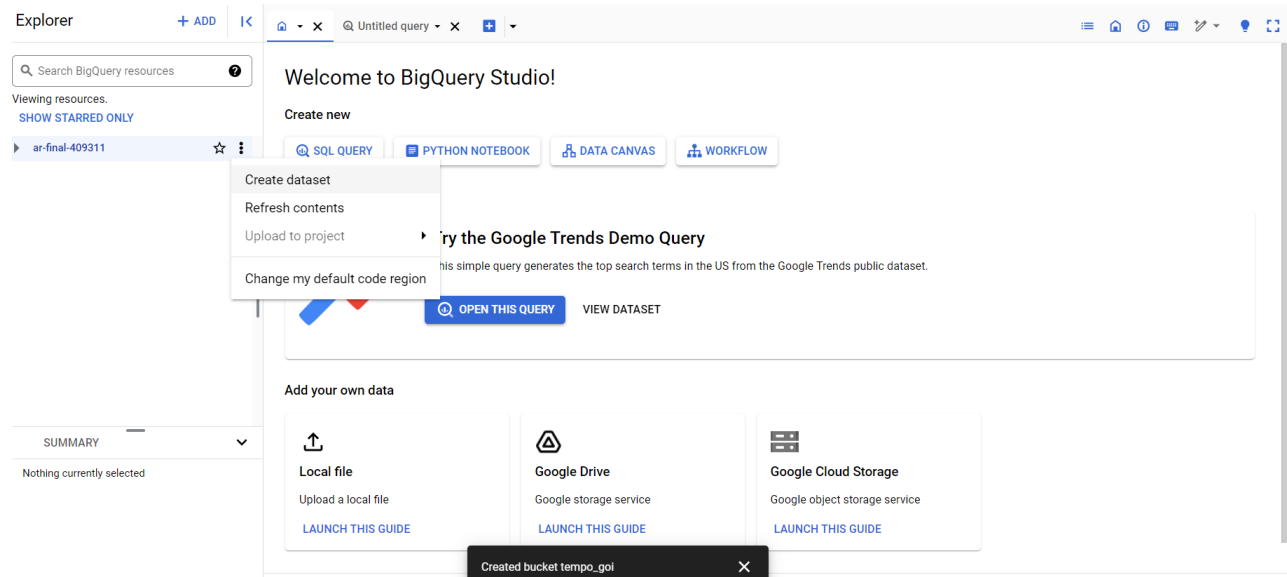 Explorer
+ ADD
Untitled query
Search BigQuery resources
Viewing resources.
SHOW STARRED ONLY
ar-final-409311
Create dataset
Refresh contents
Upload to project
Change my default code region
SUMMARY
Nothing currently selected
Welcome to BigQuery Studio!
Create new
SQL QUERY
PYTHON NOTEBOOK
DATA CANVAS
WORKFLOW
Try the Google Trends Demo Query
This simple query generates the top search terms in the US from the Google Trends public dataset.
OPEN THIS QUERY
VIEW DATASET
Add your own data
Local file
Upload a local file
LAUNCH THIS GUIDE
Google Drive
Google storage service
LAUNCH THIS GUIDE
Google Cloud Storage
Google object storage service
LAUNCH THIS GUIDE
Created bucket tempo_goi